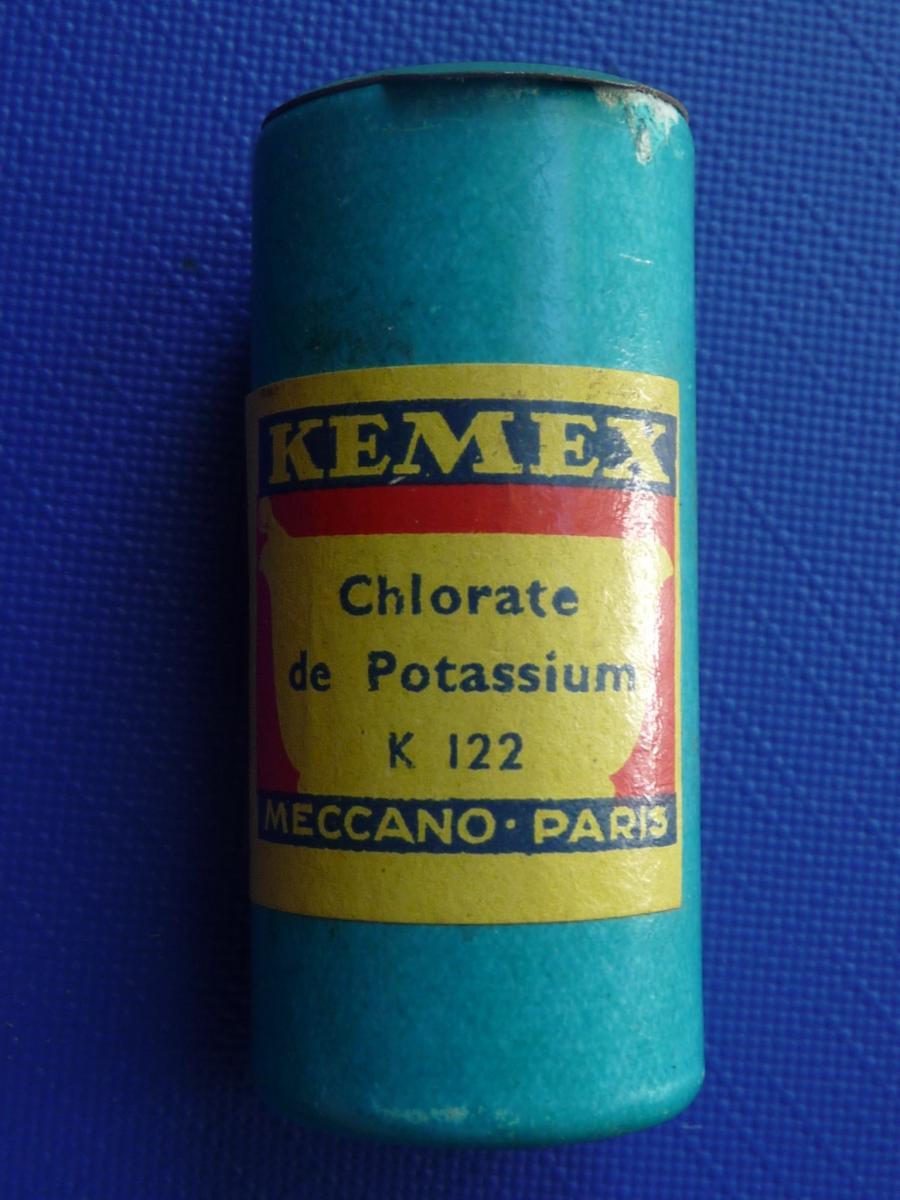 KEMEX
Chlorate
de Potassium
K 122
MECCANO · PARIS